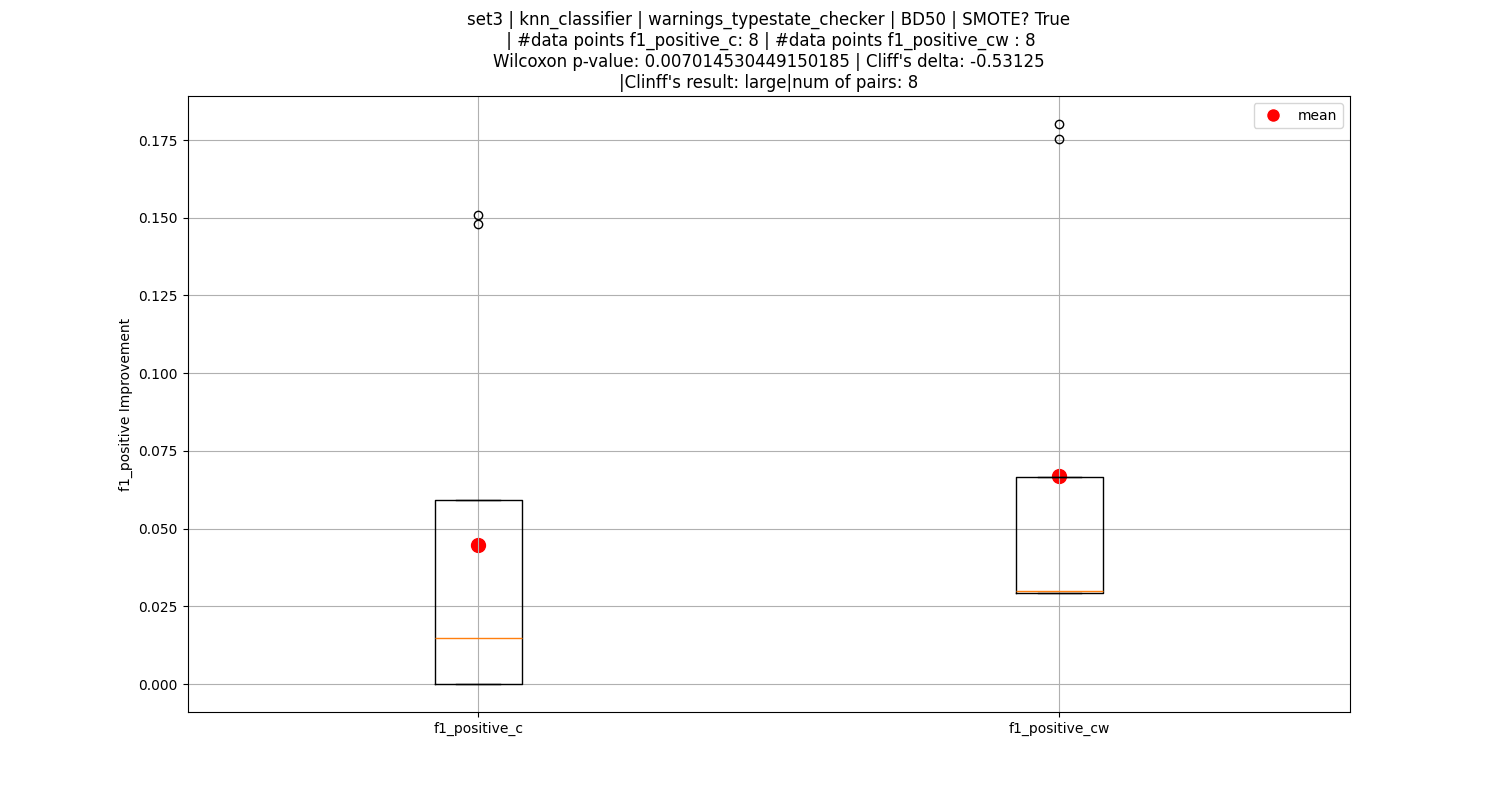 set3 | knn_classifier | warnings_typestate_checker | BD50 | SMOTE? True
| #data points f1_positive_c: 8 | #data points f1_positive_cw : 8
Wilcoxon p-value: 0.007014530449150185 | Cliff's delta: -0.53125
|Clinff's result: large|num of pairs: 8
mean
0.175
0.150
0.125
0.100
0.075
0.050
0.025
0.000
f1_positive Improvement
f1_positive_c
f1_positive_cw